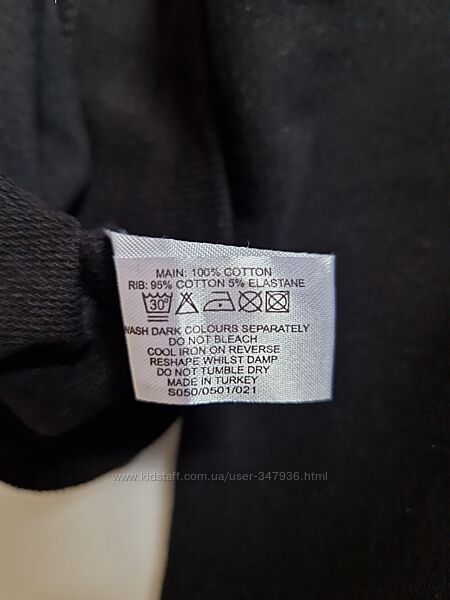 MAIN: 100% COTTON
RIB: 95% COTTON 5% ELASTANE
30°
WASH DARK COLOURS SEPARATELY
DO NOT BLEACH
COOL IRON ON REVERSE
RESHAPE WHILST DAMP
DO NOT TUMBLE DRY
MADE IN TURKEY
S050/0501/021
www.kidstaff.com.ua/user-347936.html